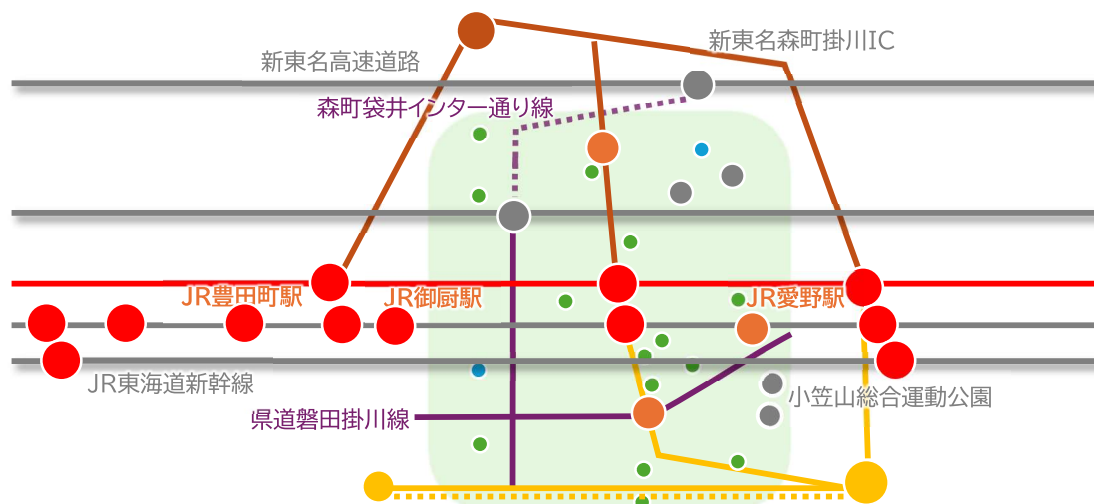 新東名森町掛川IC
新東名高速道路
森町袋井インター通り線
JR豊田町駅
JR御厨駅
JR愛野駅
JR東海道新幹線
小笠山総合運動公園
県道磐田掛川線